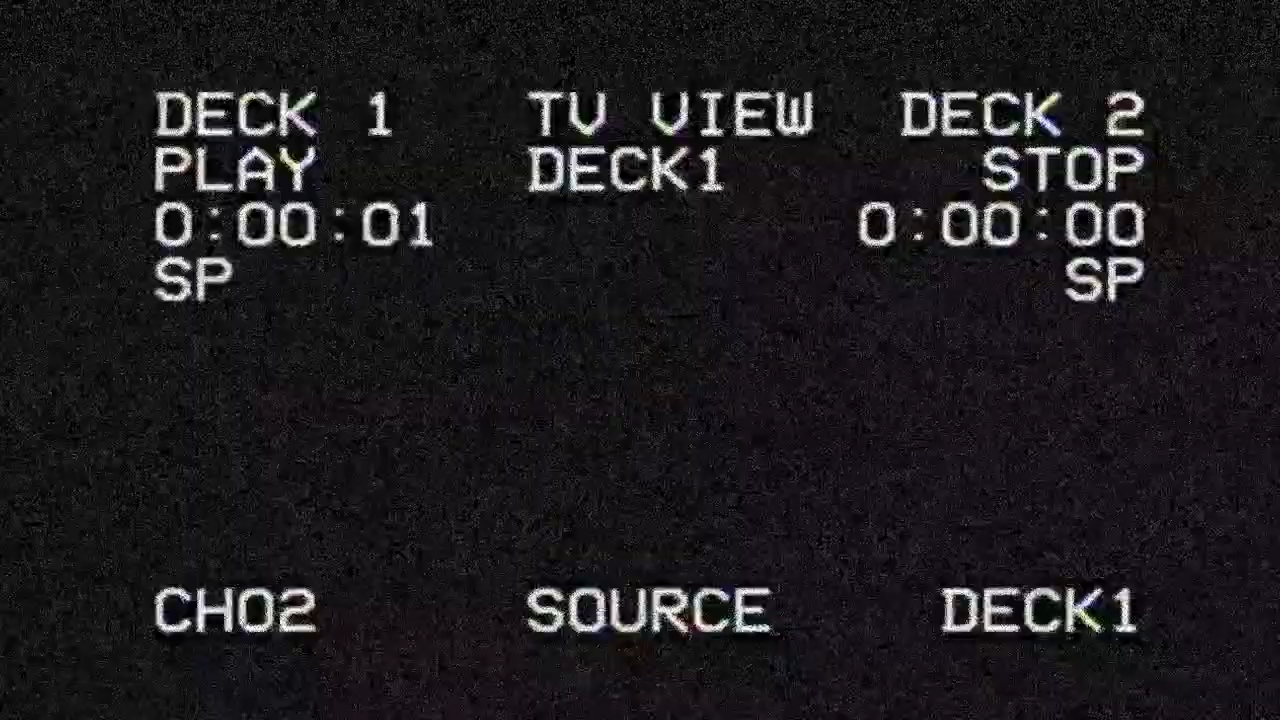 DECK 1 TV VIEW DECK 2
PLAY DECK1 STOP
0:00:01 0:00:00
SP SP
CH02 SOURCE DECK1